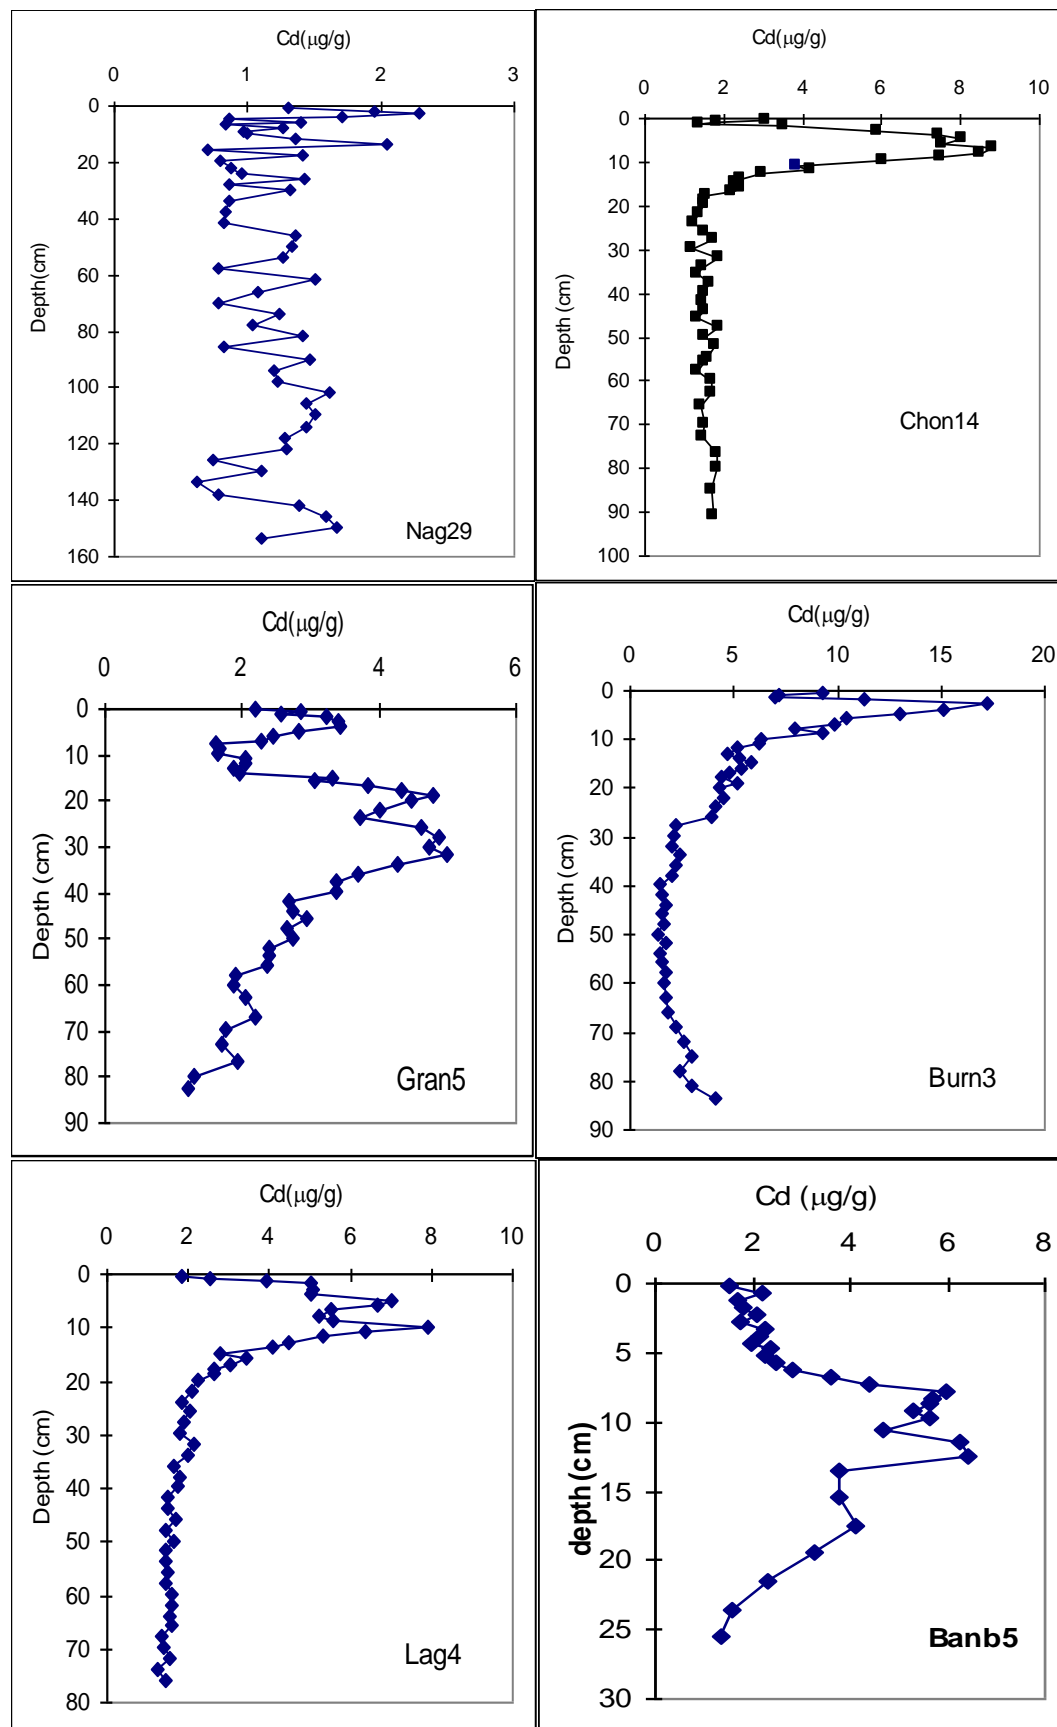 Cd(µg/g)
0 1 2 3
0
20
40
60
80
100
120
140
160
Depth(cm)
Nag29
Cd(µg/g)
0 2 4 6 8 10
0
10
20
30
40
50
60
70
80
90
100
Depth (cm)
Chon14
Cd(µg/g)
0 2 4 6
0
10
20
30
40
50
60
70
80
90
Depth (cm)
Gran5
Cd(µg/g)
0 5 10 15 20
0
10
20
30
40
50
60
70
80
90
Depth (cm)
Burn3
Cd(µg/g)
0 2 4 6 8 10
0
10
20
30
40
50
60
70
80
Depth (cm)
Lag4
Cd (µg/g)
0 2 4 6 8
0
5
10
15
20
25
30
depth (cm)
Banb5